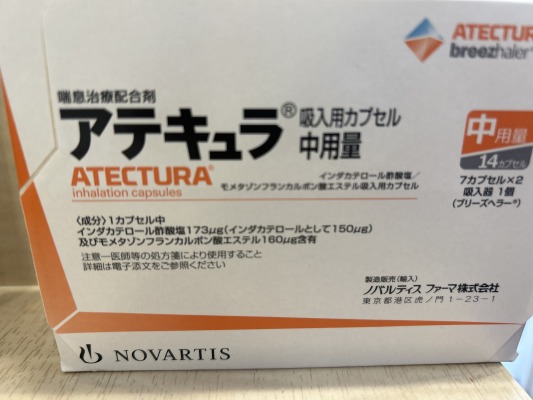 ATECTURA
breezhaler
喘息治療配合剤
アテキュラ® 吸入用カプセル
中用量
ATECTURA®
inhalation capsules
インダカテロール酢酸塩/
モメタゾンフランカルボン酸エステル吸入用カプセル
中用量
14カプセル
7カプセル×2
吸入器 1個
(ブリーズヘラー®)
〈成分〉1カプセル中
インダカテロール酢酸塩173μg(インダカテロールとして150μg)
及びモメタゾンフランカルボン酸エステル160μg含有
注意−医師等の処方箋により使用すること
詳細は電子添文をご参照ください
製造販売(輸入)
ノバルティス ファーマ株式会社
東京都港区虎ノ門 1−23−1
NOVARTIS